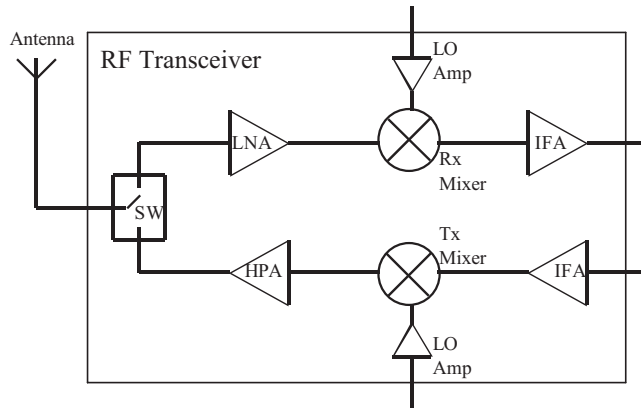 Antenna
RF Transceiver
LO
Amp
LNA
IFA
Rx
Mixer
SW
Tx
Mixer
HPA
IFA
LO
Amp